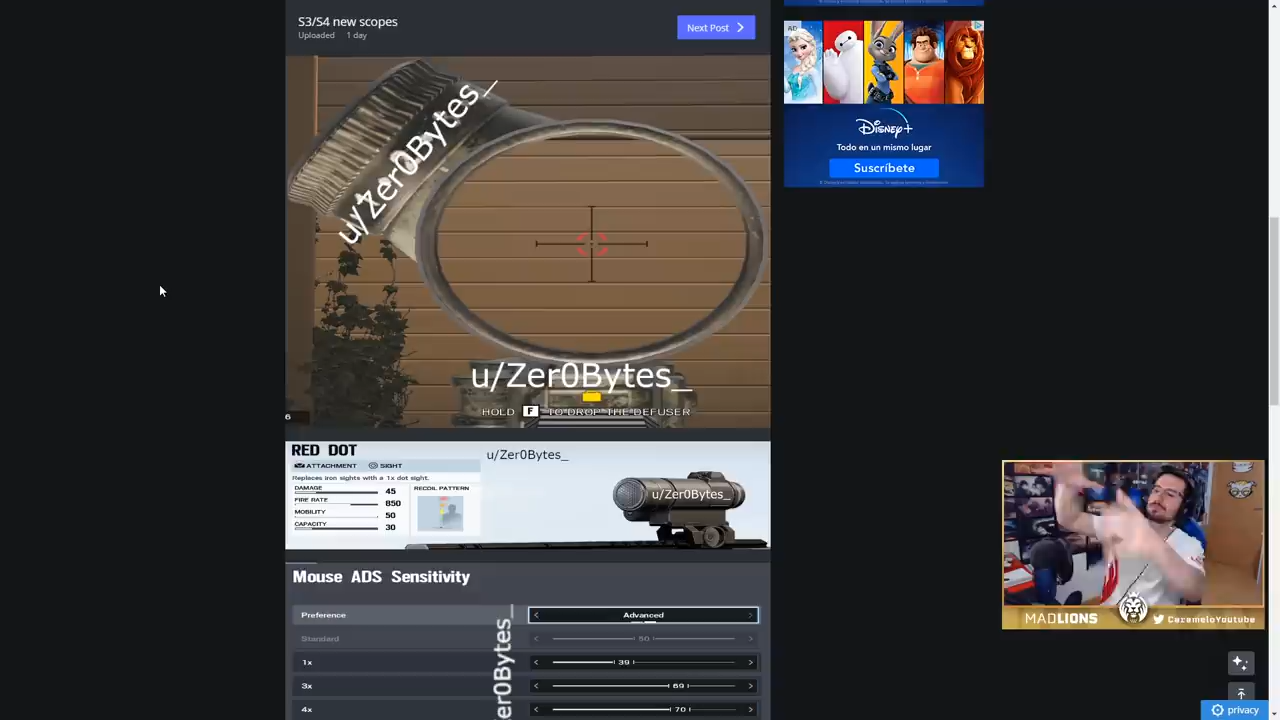 S3/S4 new scopes
Uploaded 1 day
Next Post
u/Zer0Bytes_
u/Zer0Bytes_
HOLD F TO DROP THE DEFUSER
6
RED DOT
ATTACHMENT SIGHT
Replaces iron sights with a 1x dot sight.
DAMAGE 45
FIRE RATE 850
MOBILITY 50
CAPACITY 30
RECOIL PATTERN
u/Zer0Bytes_
u/Zer0Bytes_
Mouse ADS Sensitivity
Preference Advanced
Standard 50
1x 39
3x 69
4x 70
er0Bytes_
AD
Disney+
Todo en un mismo lugar
Suscríbete
MADLIONS
CarameloYoutube
privacy